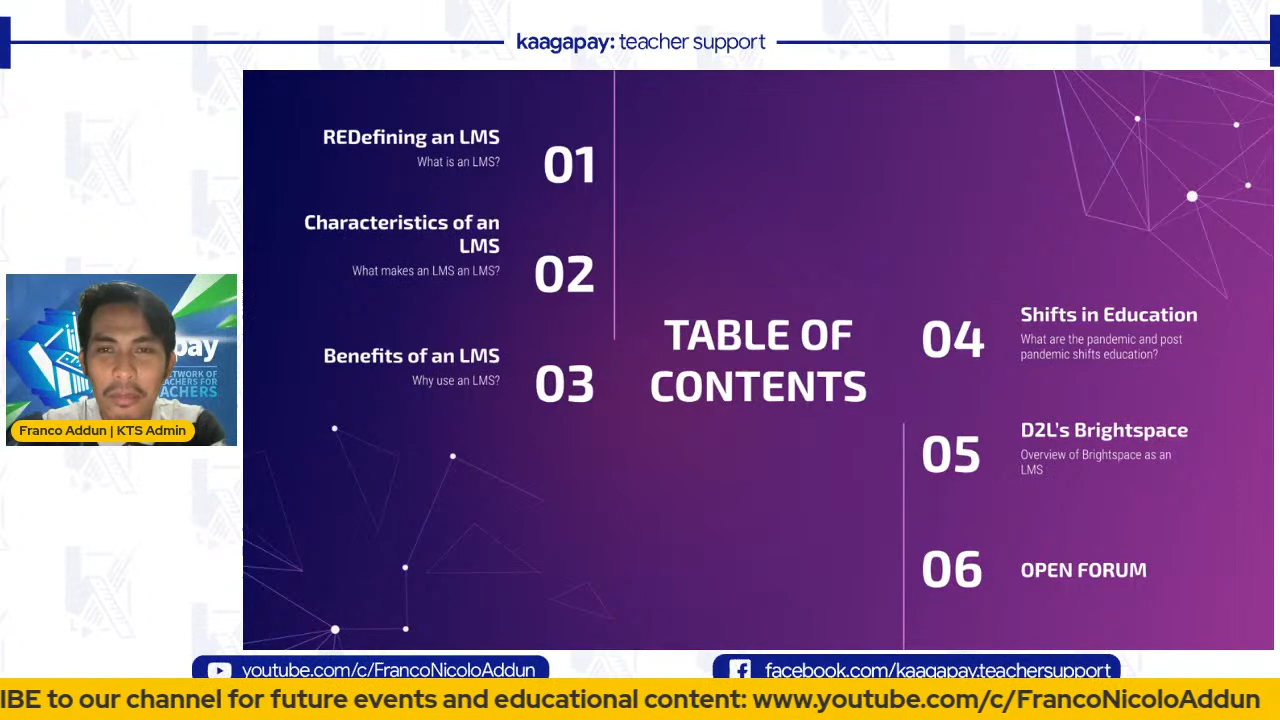 kaagapay: teacher support
REDefining an LMS
What is an LMS?
01
Characteristics of an
LMS
What makes an LMS an LMS?
02
Benefits of an LMS
Why use an LMS?
03
TABLE OF
CONTENTS
04
Shifts in Education
What are the pandemic and post
pandemic shifts education?
05
D2L's Brightspace
Overview of Brightspace as an
LMS
06
OPEN FORUM
pay
NETWORK OF
TEACHERS FOR
TEACHERS
Franco Addun | KTS Admin
youtube.com/c/FrancoNicoloAddun
facebook.com/kaagapay.teachersupport
IBE to our channel for future events and educational content: www.youtube.com/c/FrancoNicoloAddun